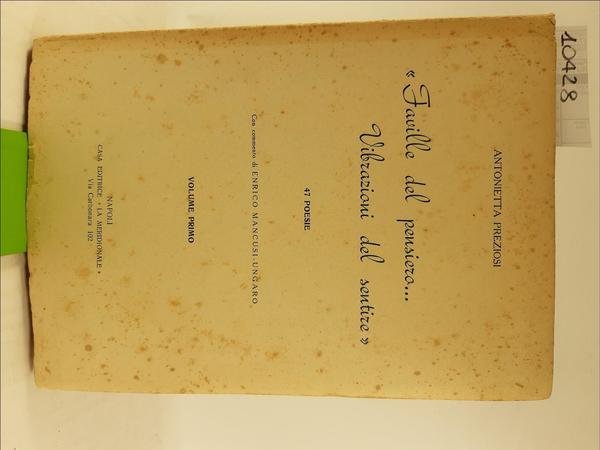 10428
ANTONIETTA PREZIOSI
« Faville del pensiero...
Vibrazioni del sentire »
47 POESIE
Con commento di ENRICO MANCUSI-UNGARO
VOLUME PRIMO
NAPOLI
CASA EDITRICE « LA MERIDIONALE »
Via Carbonara 102